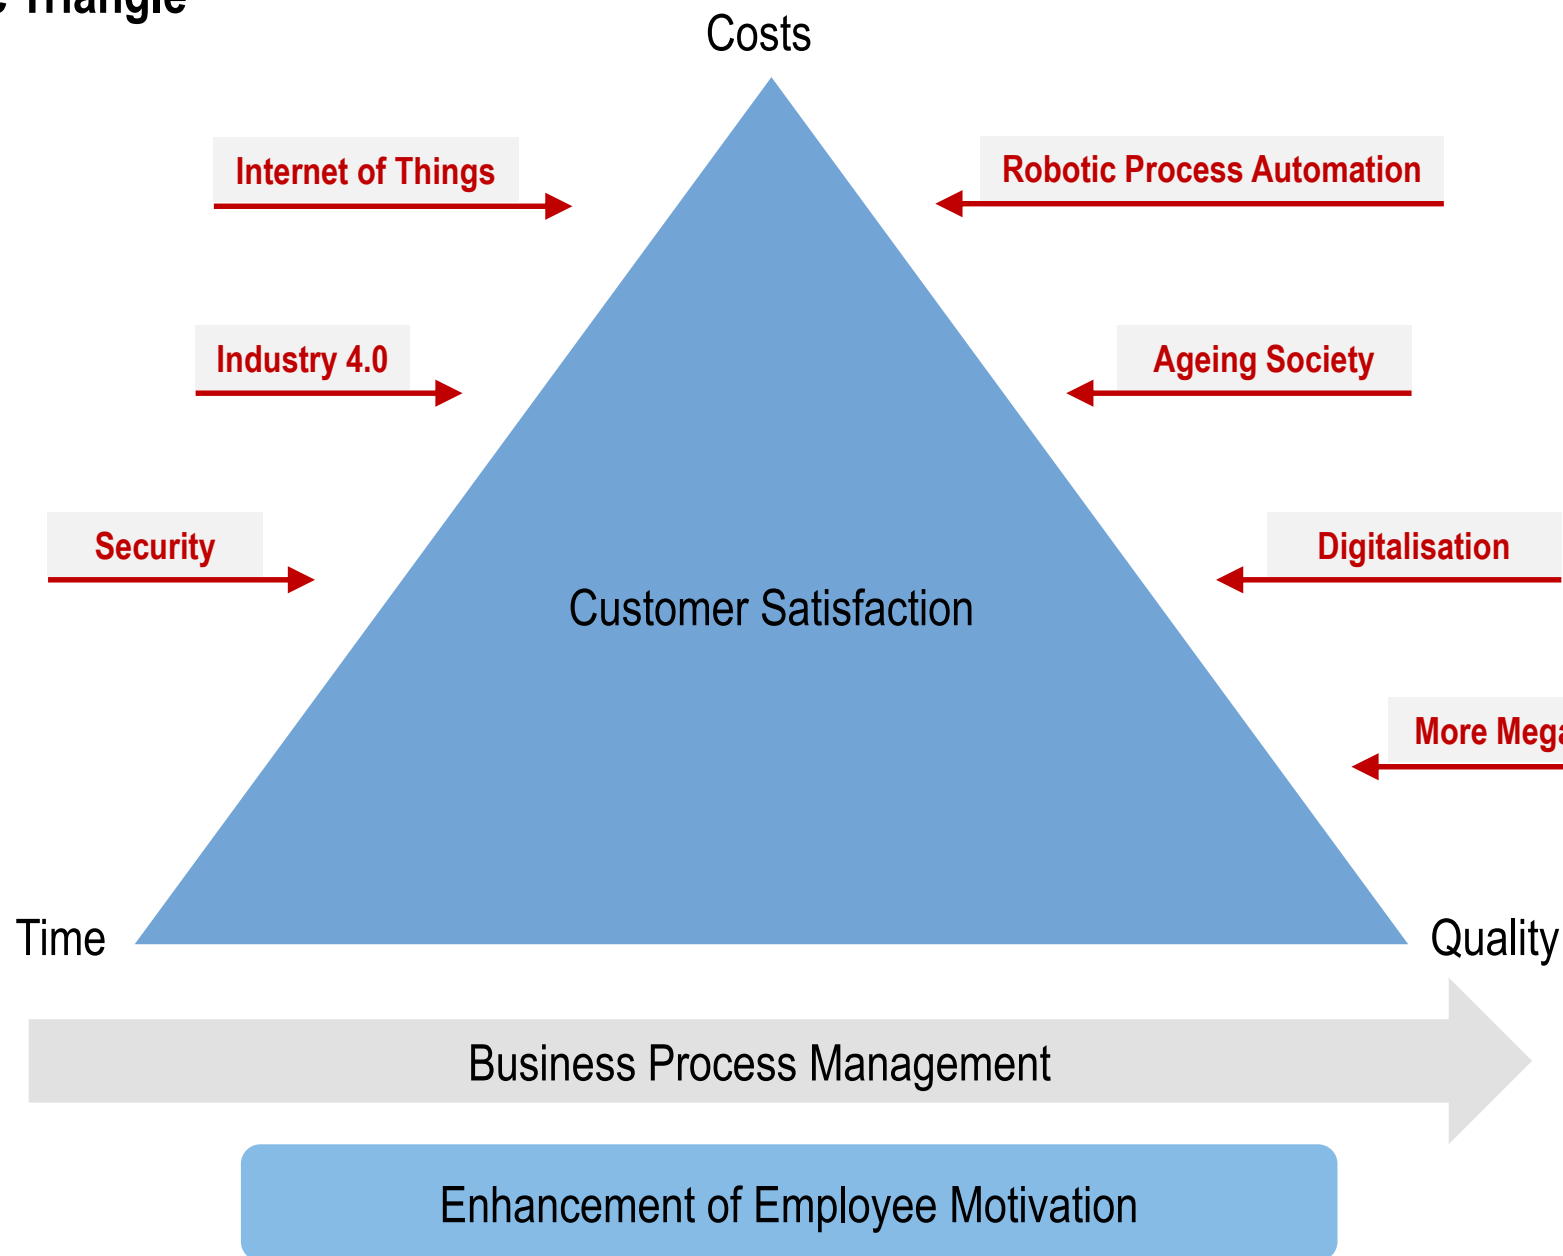 Triangle
Costs
Internet of Things
Robotic Process Automation
Industry 4.0
Ageing Society
Security
Digitalisation
Customer Satisfaction
More
Time
Quality
Business Process Management
Enhancement of Employee Motivation